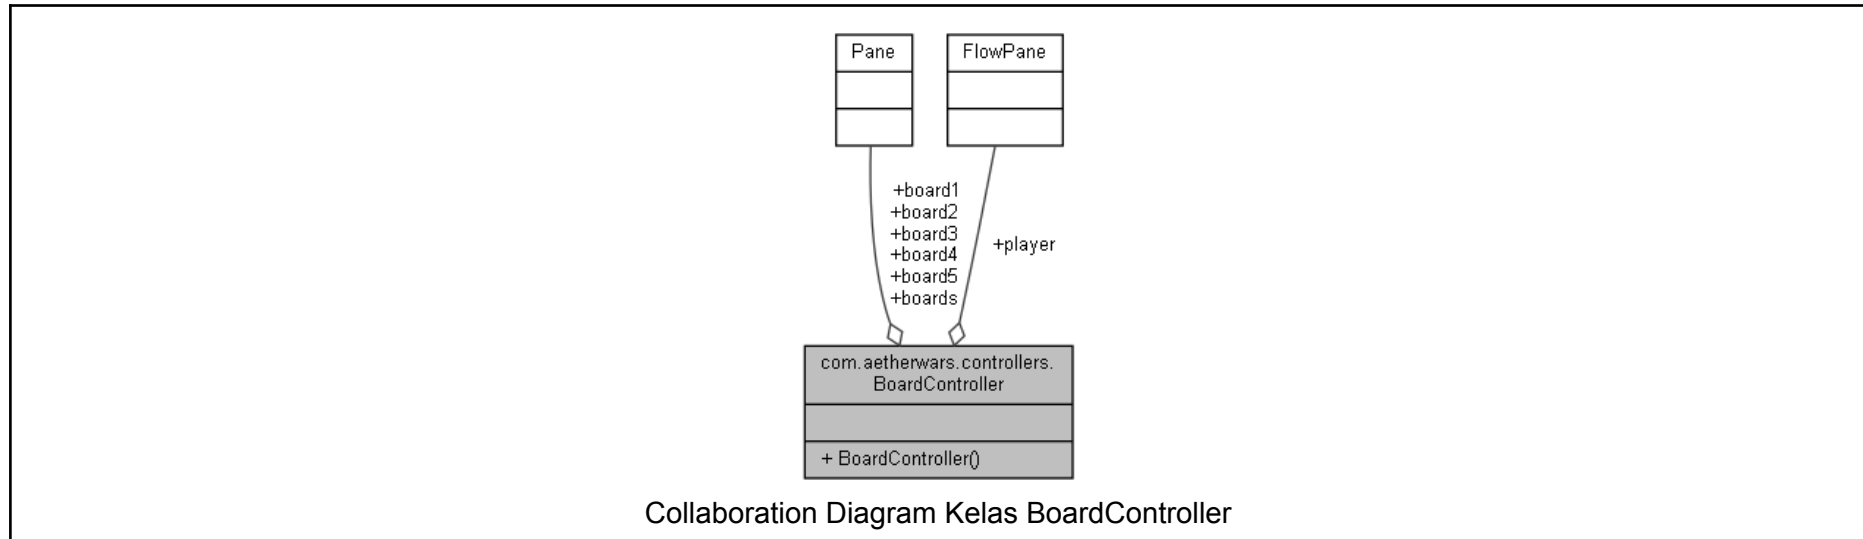 Pane
FlowPane
+board1
+board2
+board3
+board4
+board5
+boards
+player
com.aetherwars.controllers.
BoardController
+ BoardController()
Collaboration Diagram Kelas BoardController